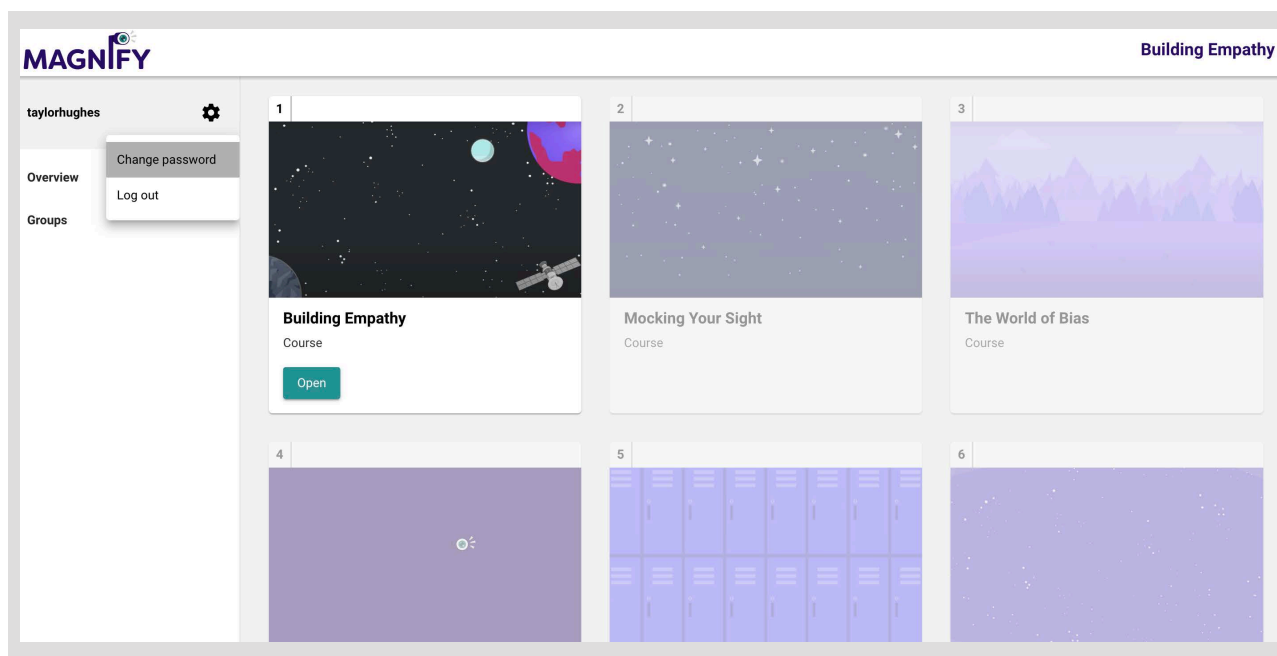 MAGNIFY
Building Empathy
taylorhughes
Change password
Log out
Overview
Groups
1
Building Empathy
Course
Open
2
Mocking Your Sight
Course
3
The World of Bias
Course
4
5
6